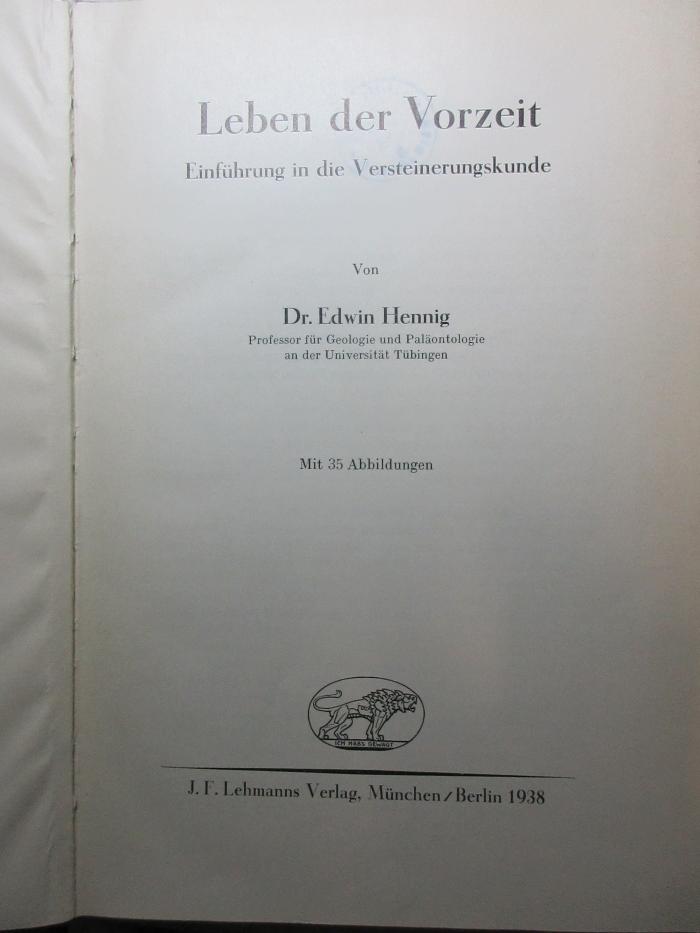 Leben der Vorzeit
Einführung in die Versteinerungskunde
Von
Dr. Edwin Hennig
Professor für Geologie und Paläontologie
an der Universität Tübingen
Mit 35 Abbildungen
ICH HABS GEWAGT
J. F. Lehmanns Verlag, München / Berlin 1938